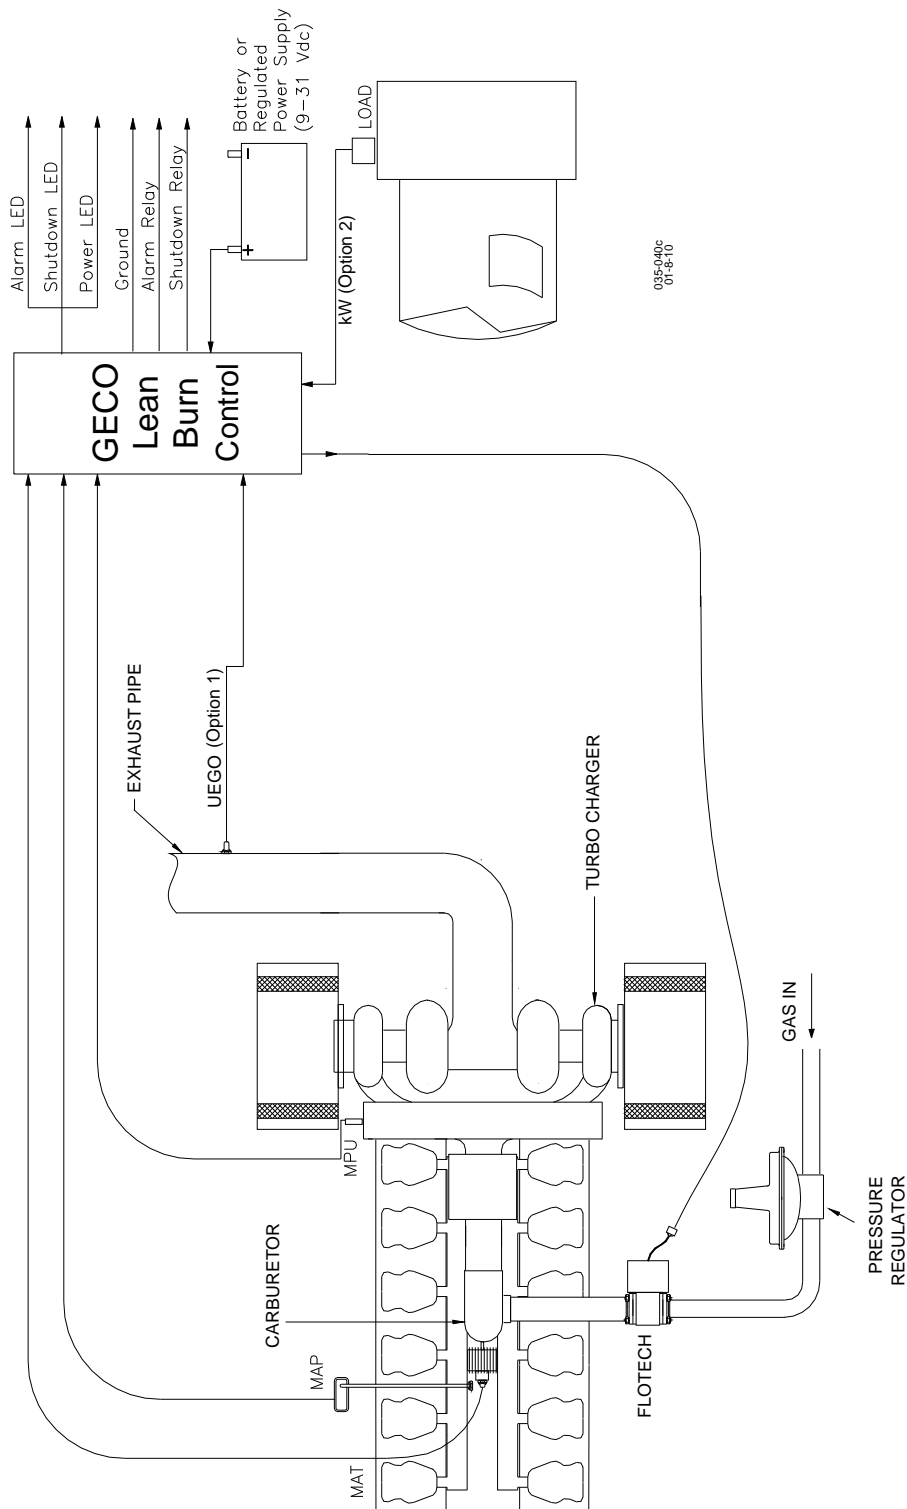 Alarm LED
Shutdown LED
Power LED
Ground
Alarm Relay
Shutdown Relay
Battery or
Regulated
Power Supply
(9–31 Vdc)
+
–
LOAD
kW (Option 2)
GECO
Lean
Burn
Control
035-040c
01-8-10
EXHAUST PIPE
UEGO (Option 1)
TURBO CHARGER
GAS IN
MPU
CARBURETOR
MAP
MAT
FLOTECH
PRESSURE
REGULATOR